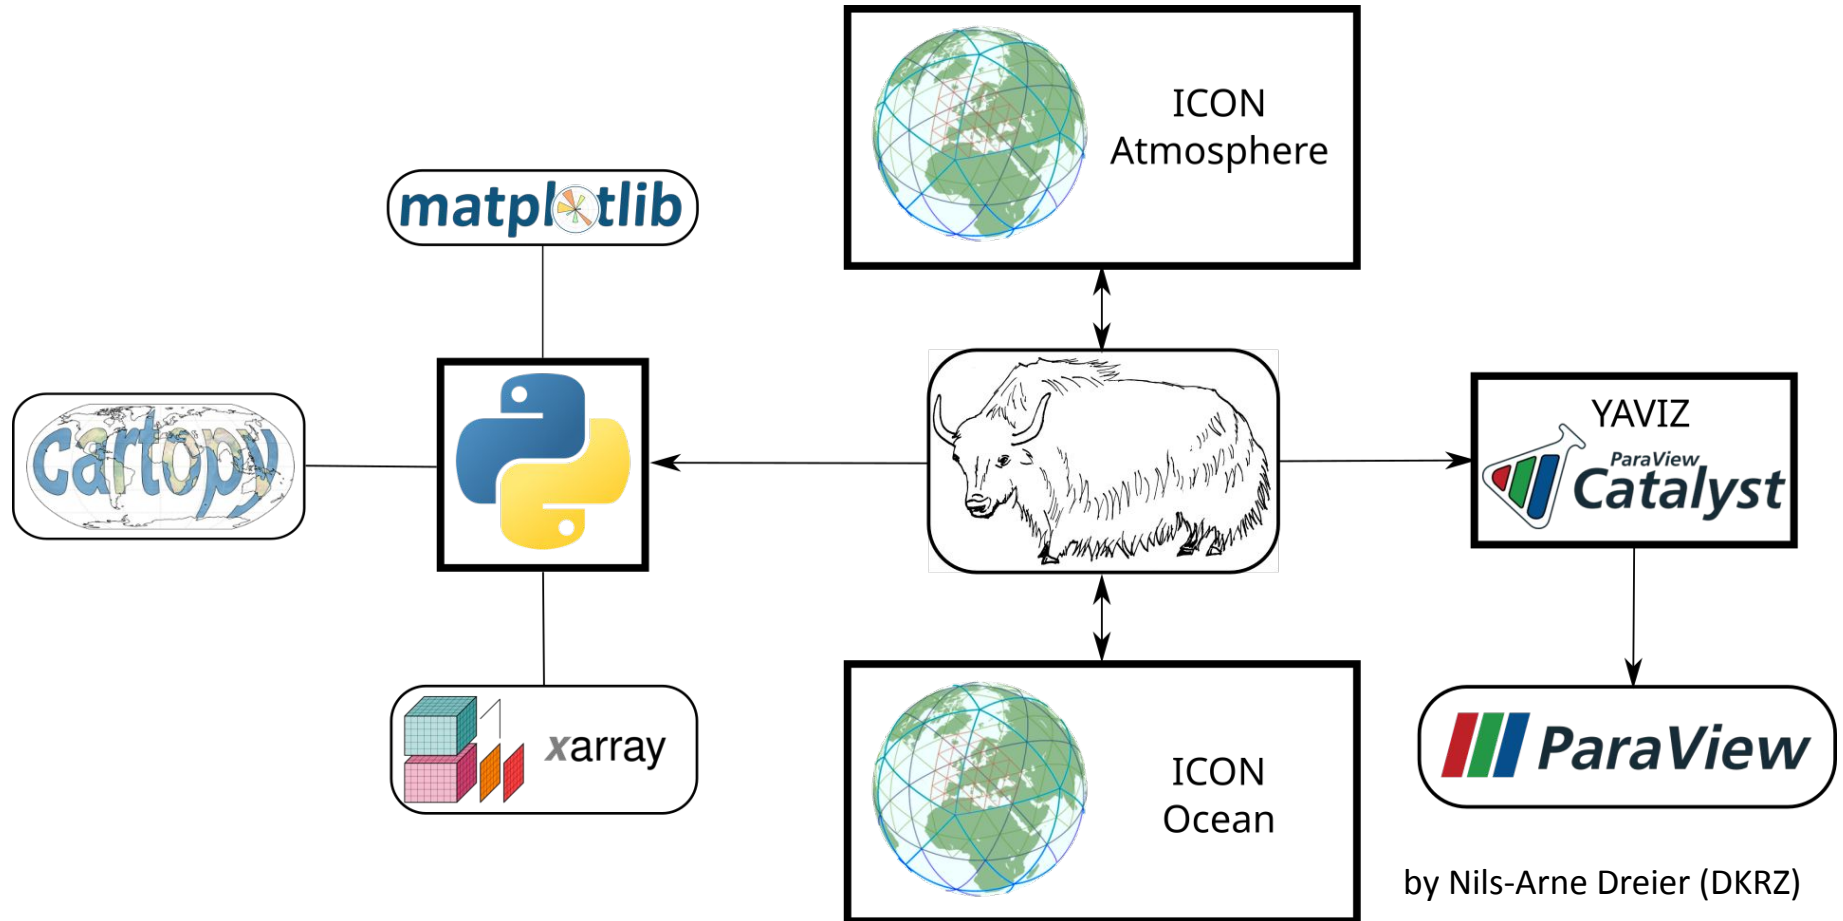 ICON
Atmosphere
matplotlib
cartopy
YAVIZ
ParaView
Catalyst
xarray
ParaView
ICON
Ocean
by Nils-Arne Dreier (DKRZ)